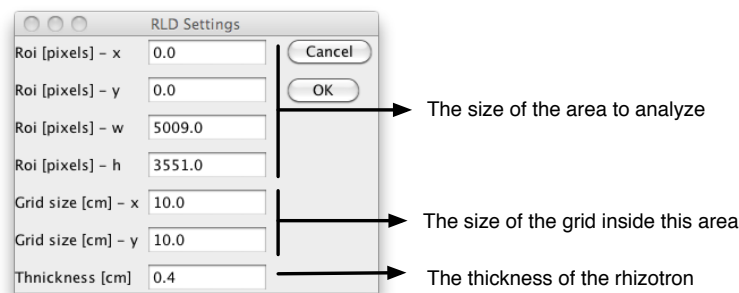 RLD Settings
Roi [pixels] – x 0.0 Cancel
Roi [pixels] – y 0.0 OK
The size of the area to analyze
Roi [pixels] – w 5009.0
Roi [pixels] – h 3551.0
Grid size [cm] – x 10.0
The size of the grid inside this area
Grid size [cm] – y 10.0
Thnickness [cm] 0.4
The thickness of the rhizotron